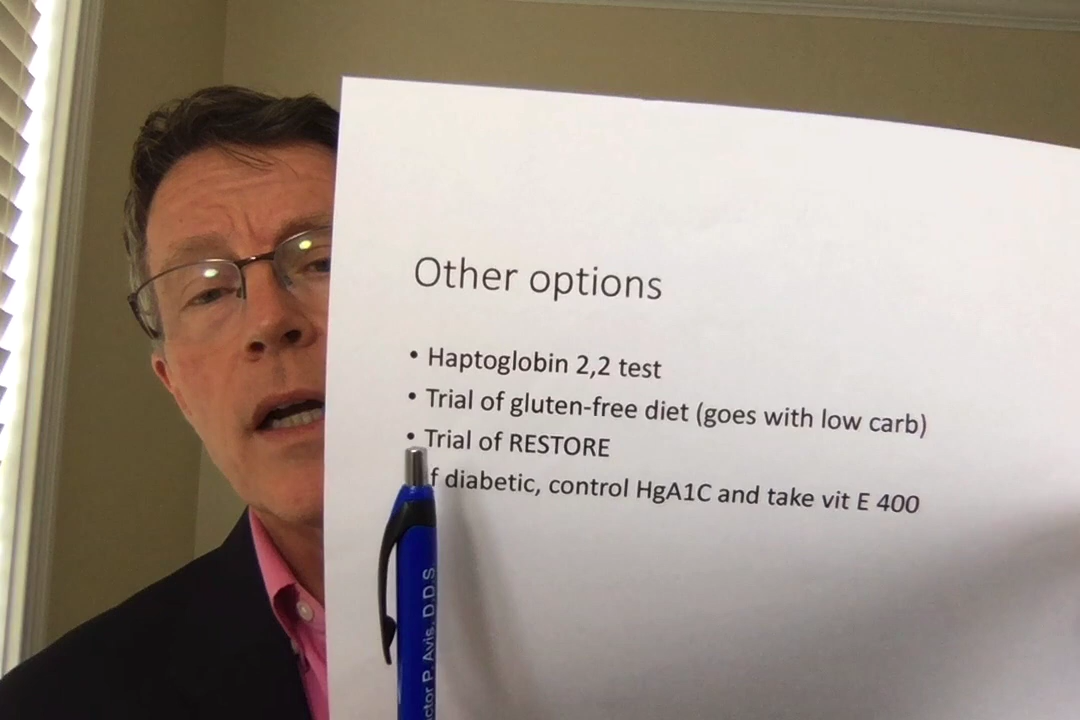 Other options
• Haptoglobin 2,2 test
• Trial of gluten-free diet (goes with low carb)
• Trial of RESTORE
f diabetic, control HgA1C and take vit E 400
ctor P. Avis, D.D.S